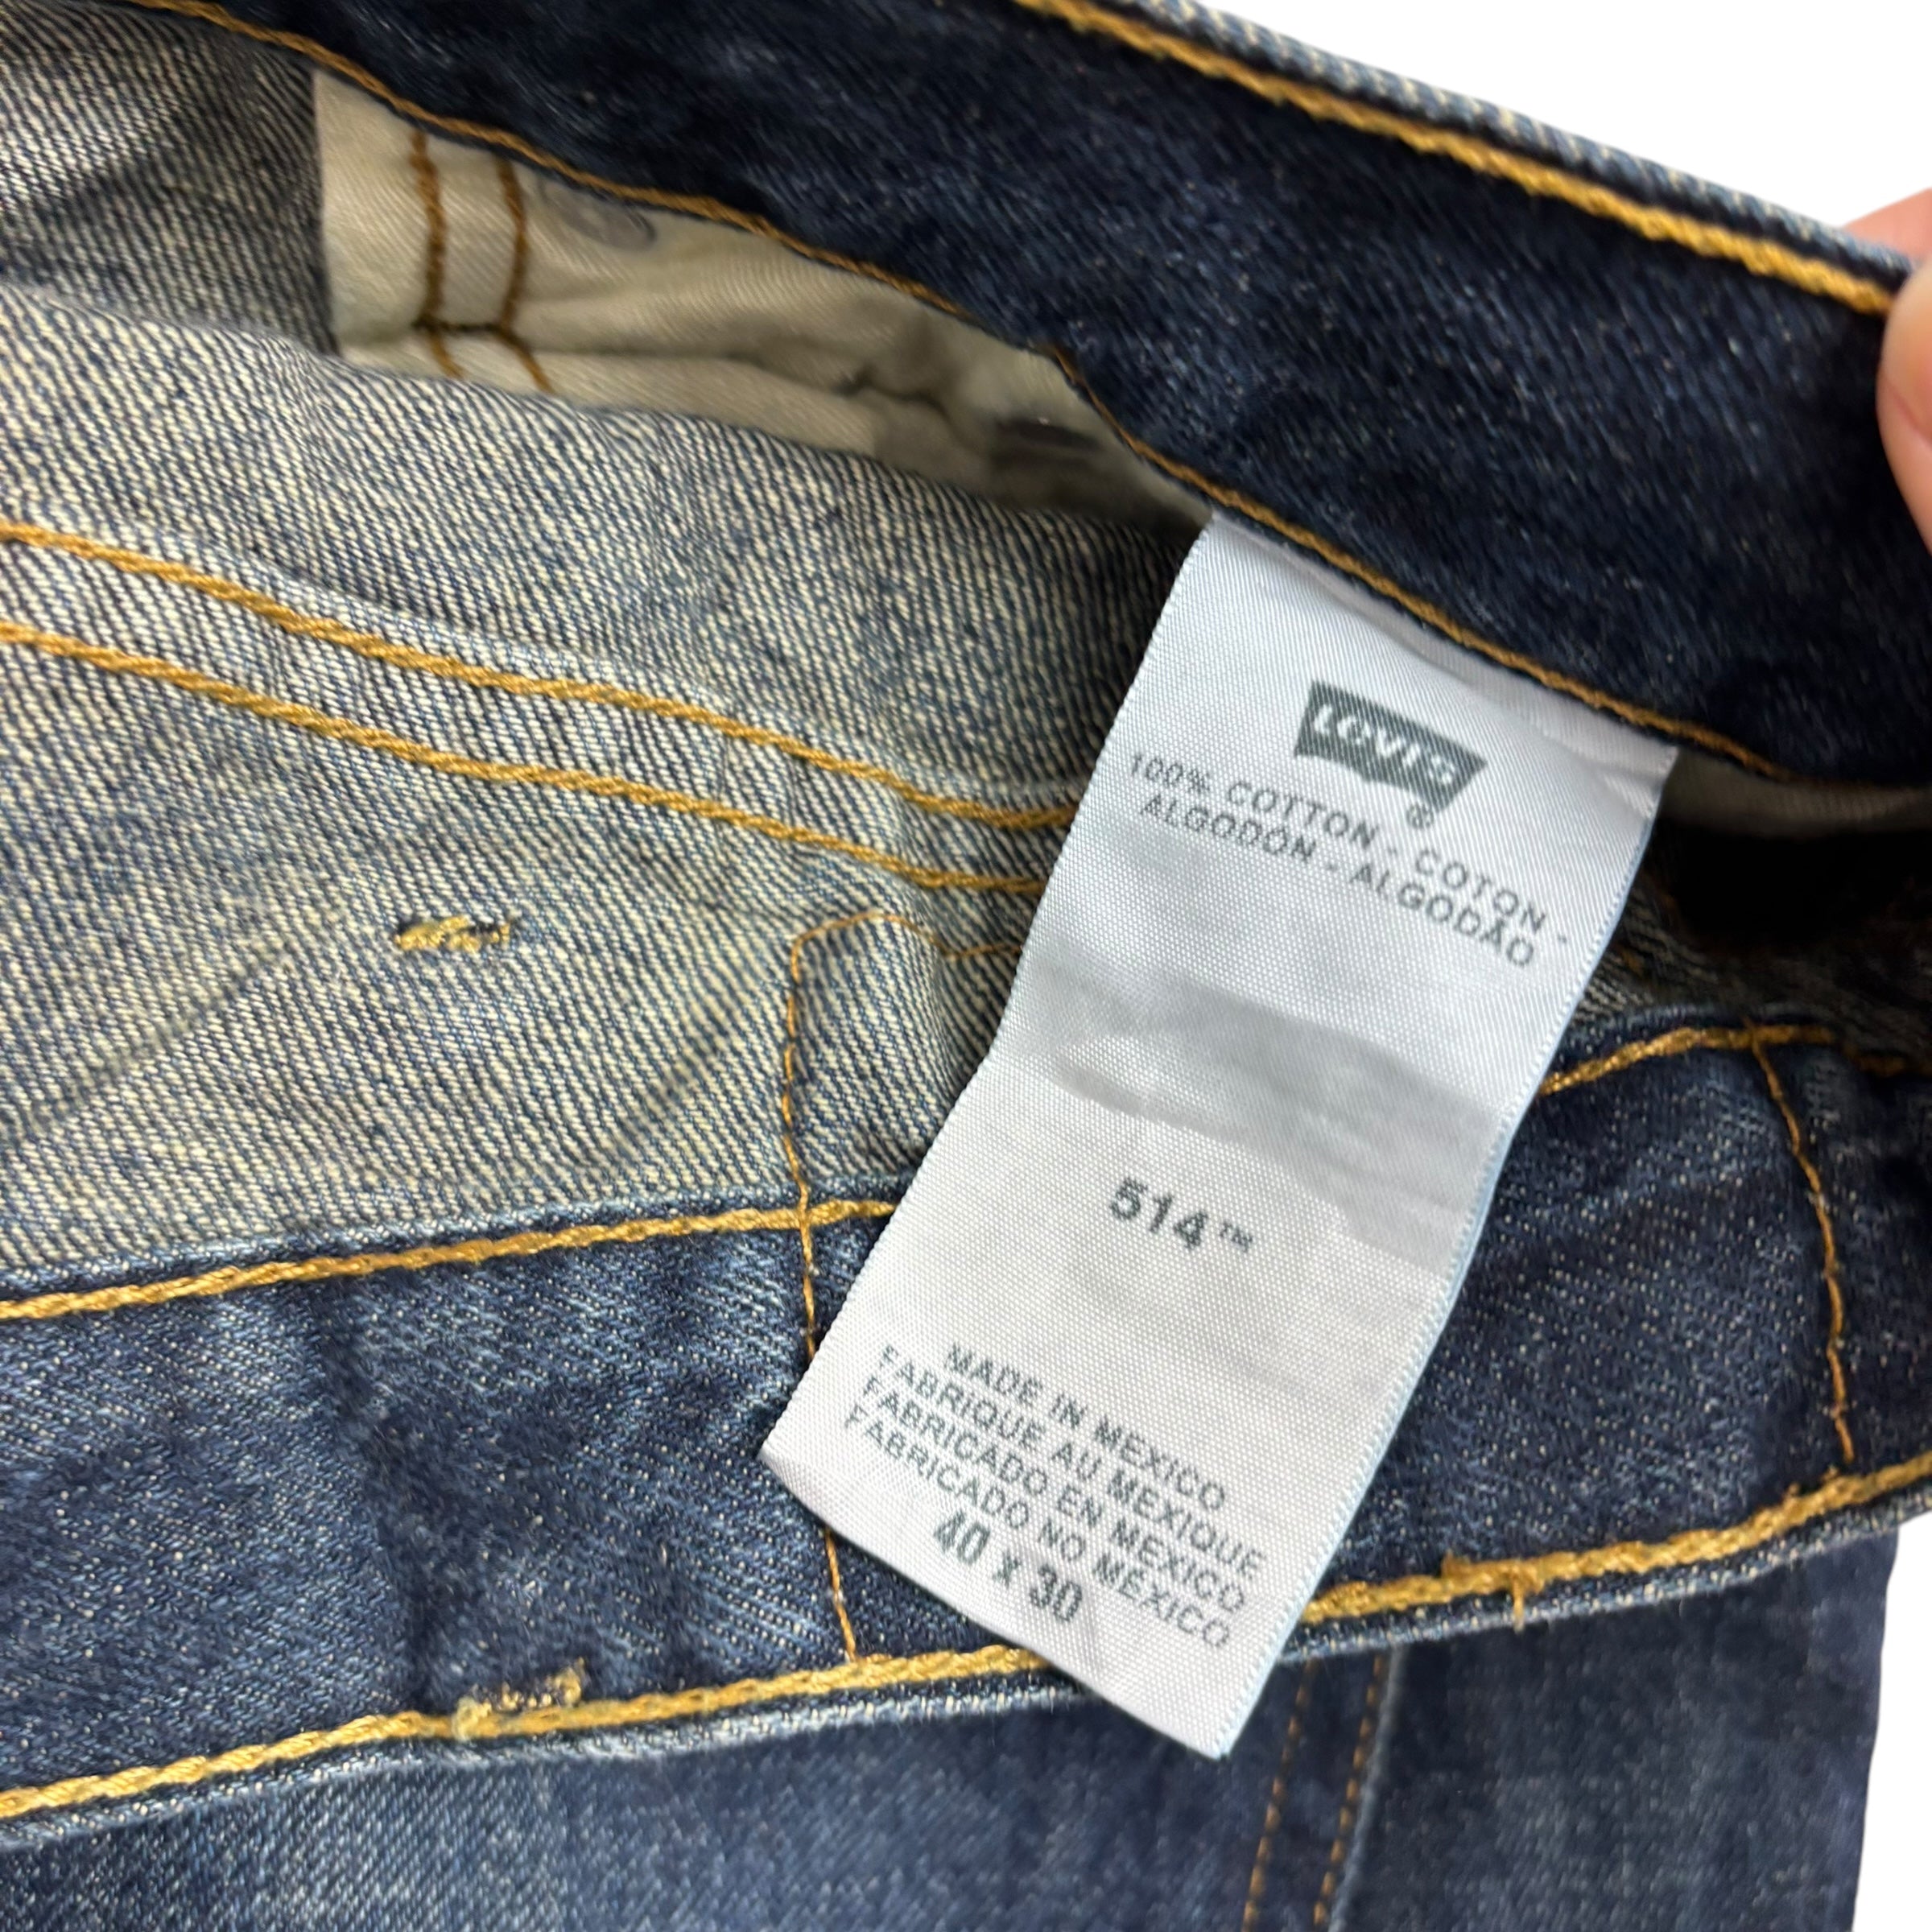 LEVI'S
®
100% COTTON - COTON -
ALGODÓN - ALGODÃO
514™
MADE IN MEXICO
FABRIQUE AU MEXIQUE
FABRICADO EN MEXICO
FABRICADO NO MÉXICO
40 X 30